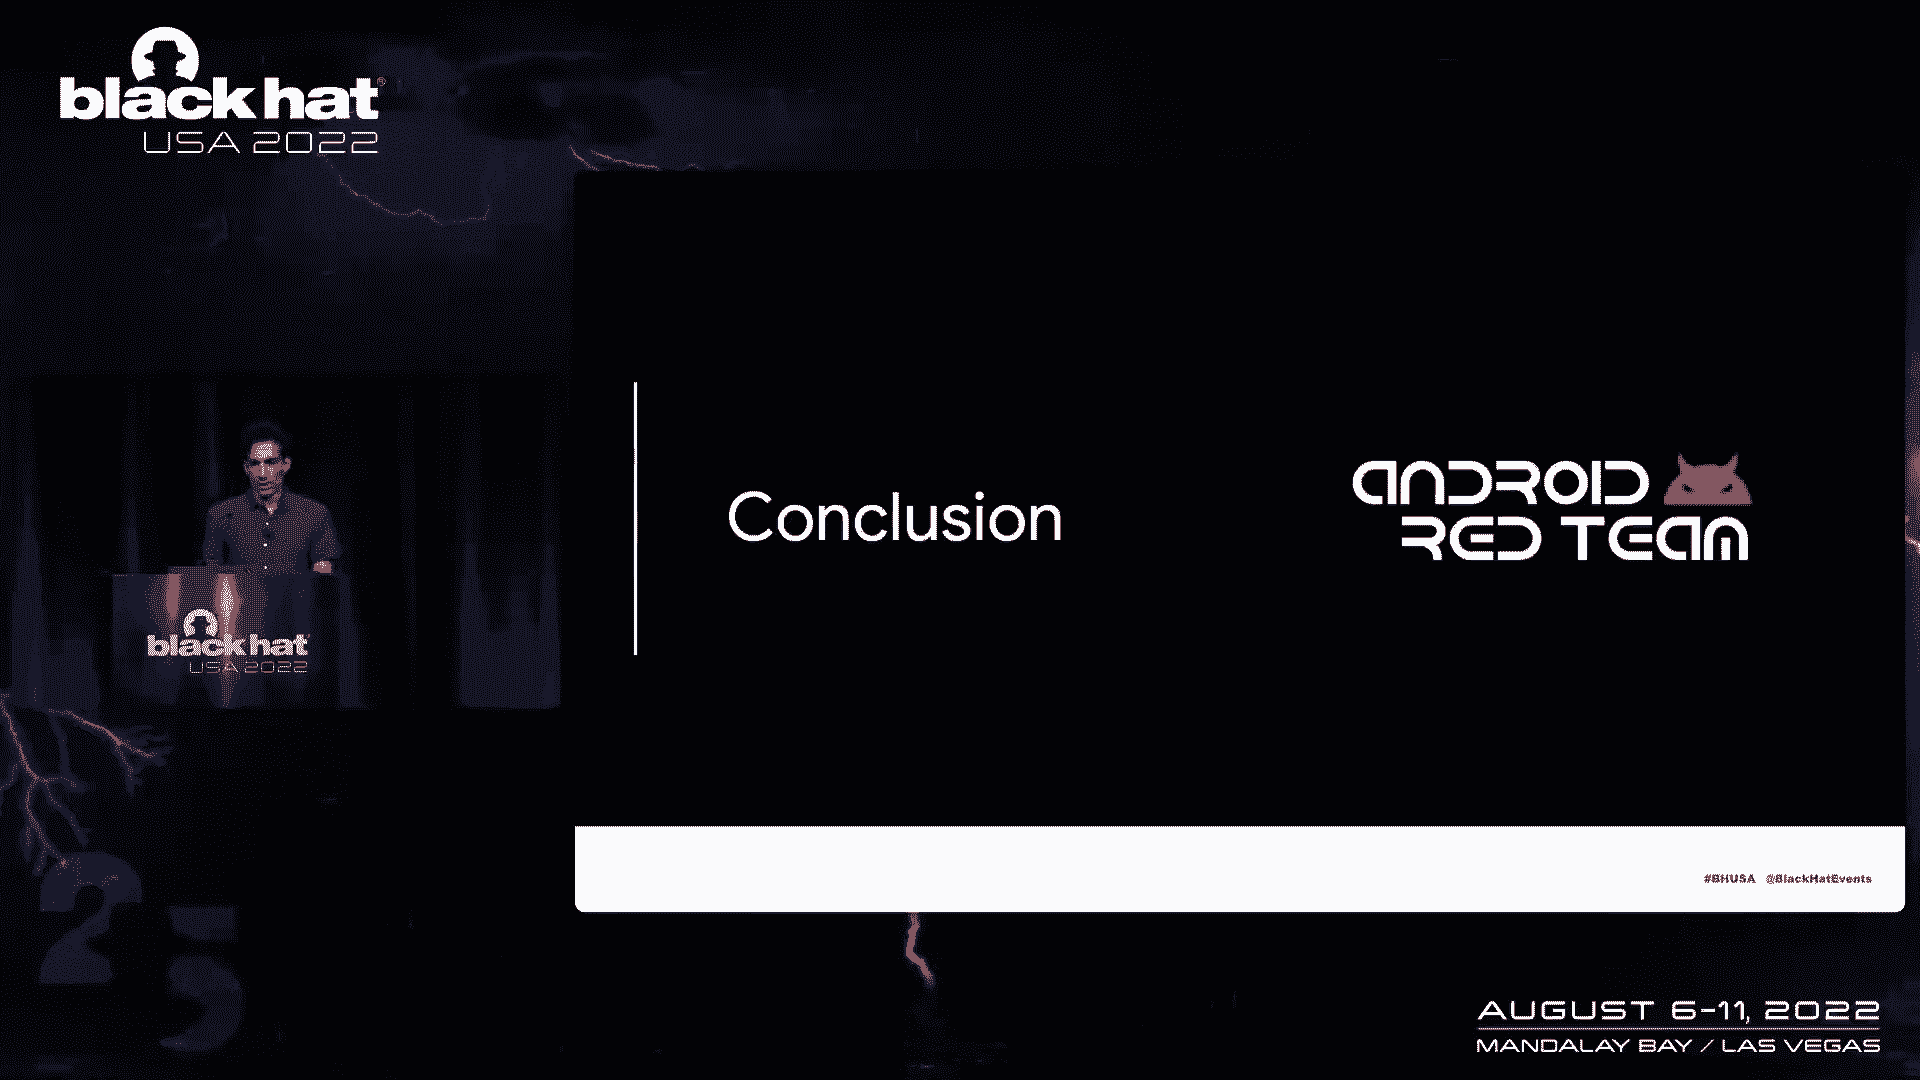 black hat®
USA 2022
black hat
USA 2022
Conclusion
ANDROID
RED TEAM
#BHUSA @BlackHatEvents
25
AUGUST 6-11, 2022
MANDALAY BAY / LAS VEGAS